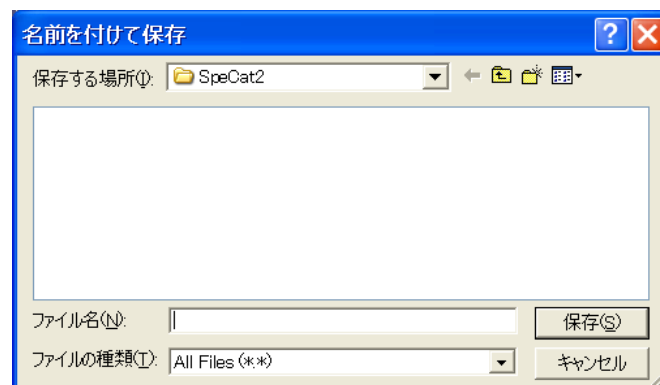 名前を付けて保存
保存する場所(I): SpeCat2
ファイル名(N):
保存(S)
ファイルの種類(T): All Files (*.*)
キャンセル